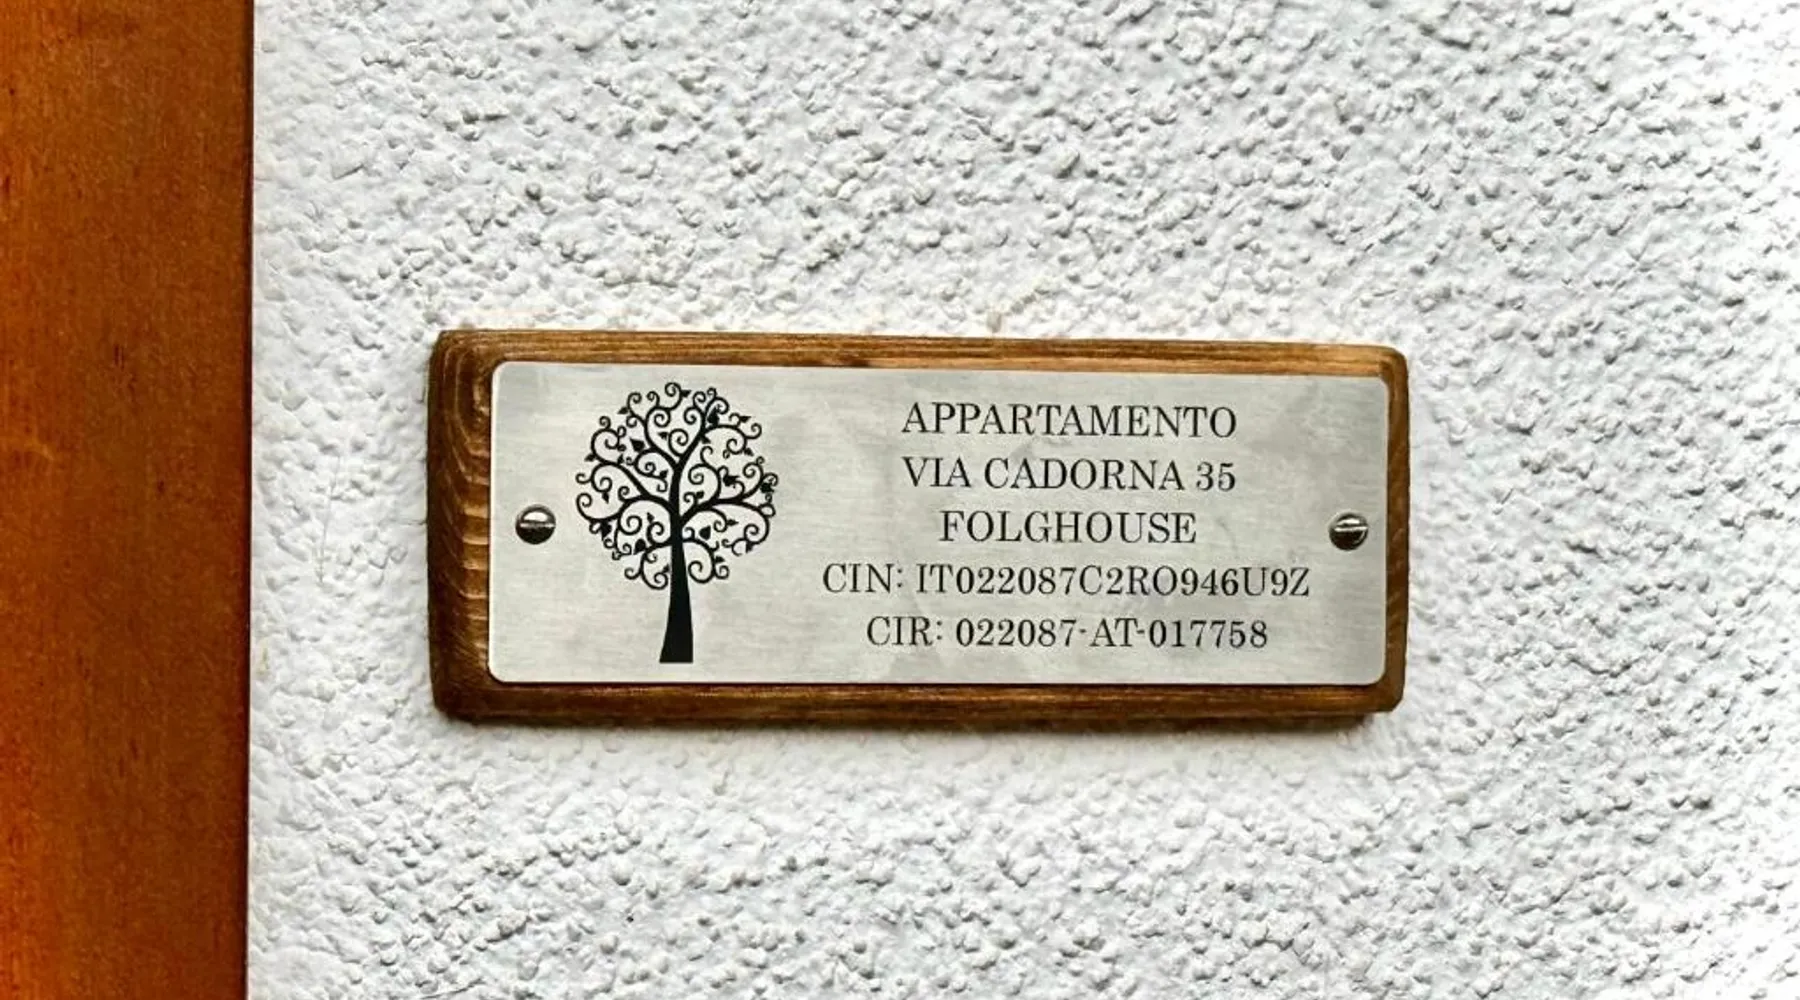 APPARTAMENTO
VIA CADORNA 35
FOLGHOUSE
CIN: IT022087C2RO946U9Z
CIR: 022087-AT-017758